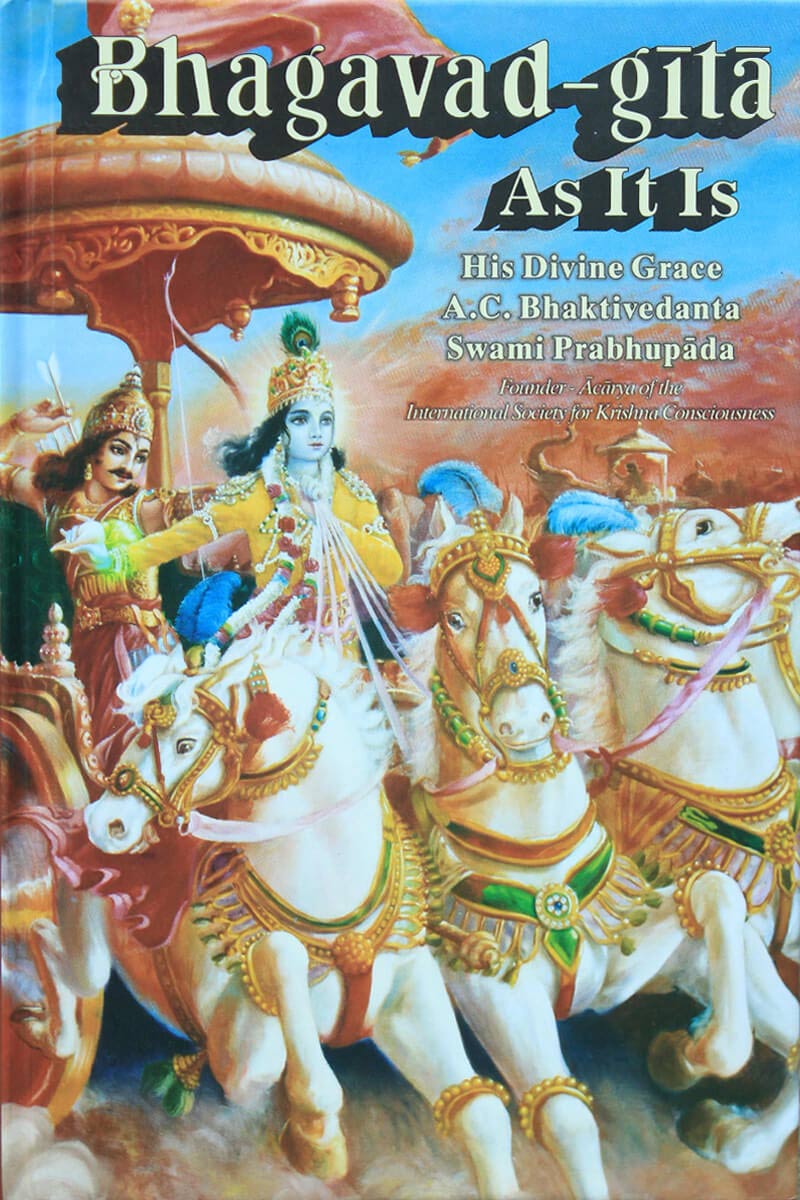 Bhagavad-gītā
As It Is
His Divine Grace
A.C. Bhaktivedanta
Swami Prabhupāda
Founder - Ācārya of the
International Society for Krishna Consciousness